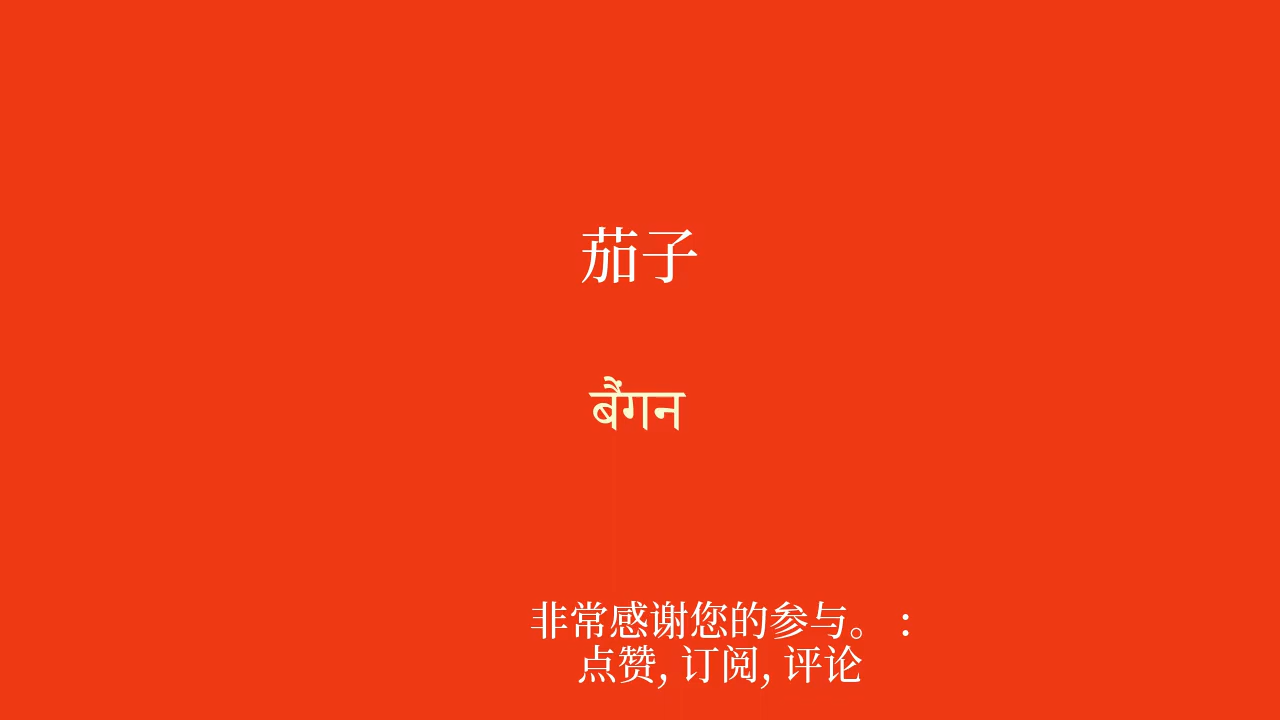 茄子
बैंगन
非常感谢您的参与。 :
点赞, 订阅, 评论